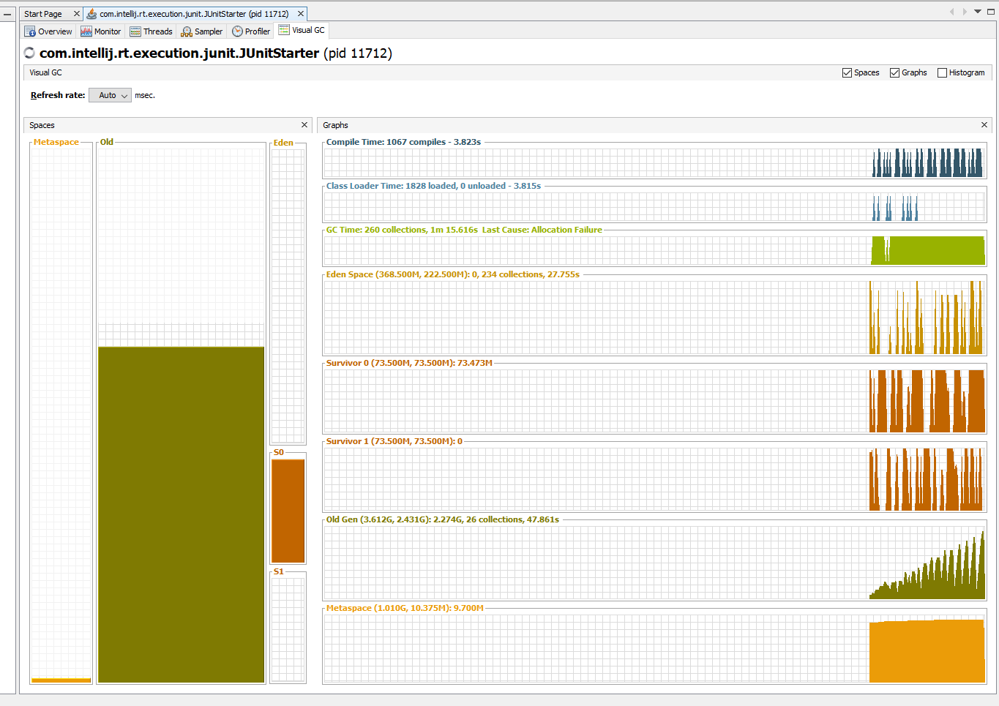 Start Page
com.intellij.rt.execution.junit.JUnitStarter (pid 11712)
Overview
Monitor
Threads
Sampler
Profiler
Visual GC
com.intellij.rt.execution.junit.JUnitStarter (pid 11712)
Visual GC
Spaces
Graphs
Histogram
Refresh rate: Auto msec.
Spaces
Metaspace
Old
Eden
S0
S1
Graphs
Compile Time: 1067 compiles - 3.823s
Class Loader Time: 1828 loaded, 0 unloaded - 3.815s
GC Time: 260 collections, 1m 15.616s Last Cause: Allocation Failure
Eden Space (368.500M, 222.500M): 0, 234 collections, 27.755s
Survivor 0 (73.500M, 73.500M): 73.473M
Survivor 1 (73.500M, 73.500M): 0
Old Gen (3.612G, 2.431G): 2.274G, 26 collections, 47.861s
Metaspace (1.010G, 10.375M): 9.700M